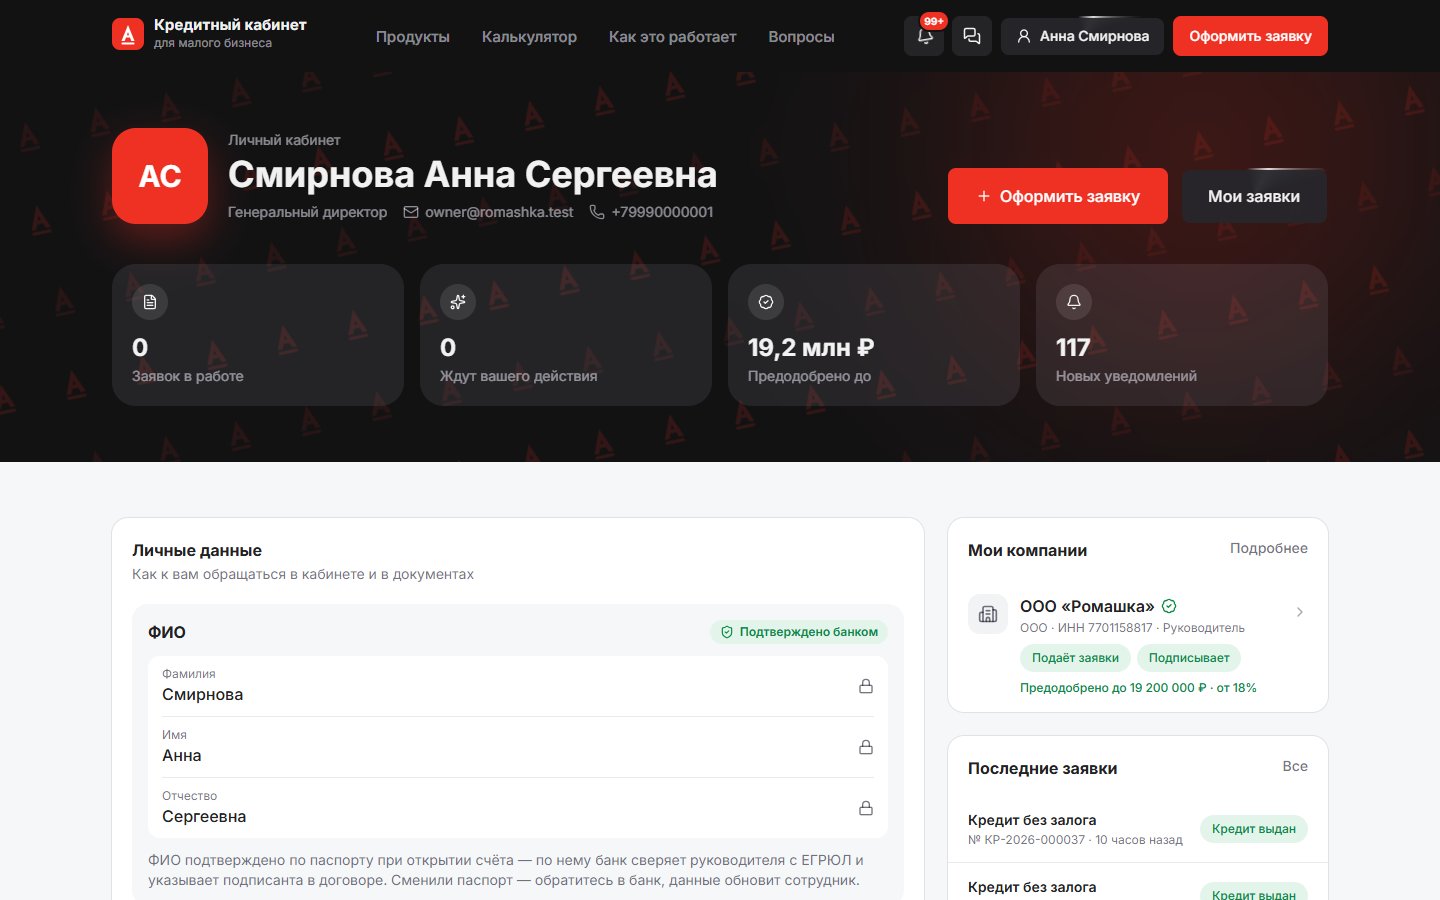 Кредитный кабинет
для малого бизнеса
Продукты
Калькулятор
Как это работает
Вопросы
99+
Анна Смирнова
Оформить заявку
АС
Личный кабинет
Смирнова Анна Сергеевна
Генеральный директор
owner@romashka.test
+79990000001
+ Оформить заявку
Мои заявки
0
Заявок в работе
0
Ждут вашего действия
19,2 млн ₽
Предодобрено до
117
Новых уведомлений
Личные данные
Как к вам обращаться в кабинете и в документах
ФИО
Подтверждено банком
Фамилия
Смирнова
Имя
Анна
Отчество
Сергеевна
ФИО подтверждено по паспорту при открытии счёта — по нему банк сверяет руководителя с ЕГРЮЛ и
указывает подписанта в договоре. Сменили паспорт — обратитесь в банк, данные обновит сотрудник.
Мои компании
Подробнее
ООО «Ромашка»
ООО · ИНН 7701158817 · Руководитель
Подаёт заявки
Подписывает
Предодобрено до 19 200 000 ₽ · от 18%
Последние заявки
Все
Кредит без залога
№ КР-2026-000037 · 10 часов назад
Кредит выдан
Кредит без залога
Кредит выдан